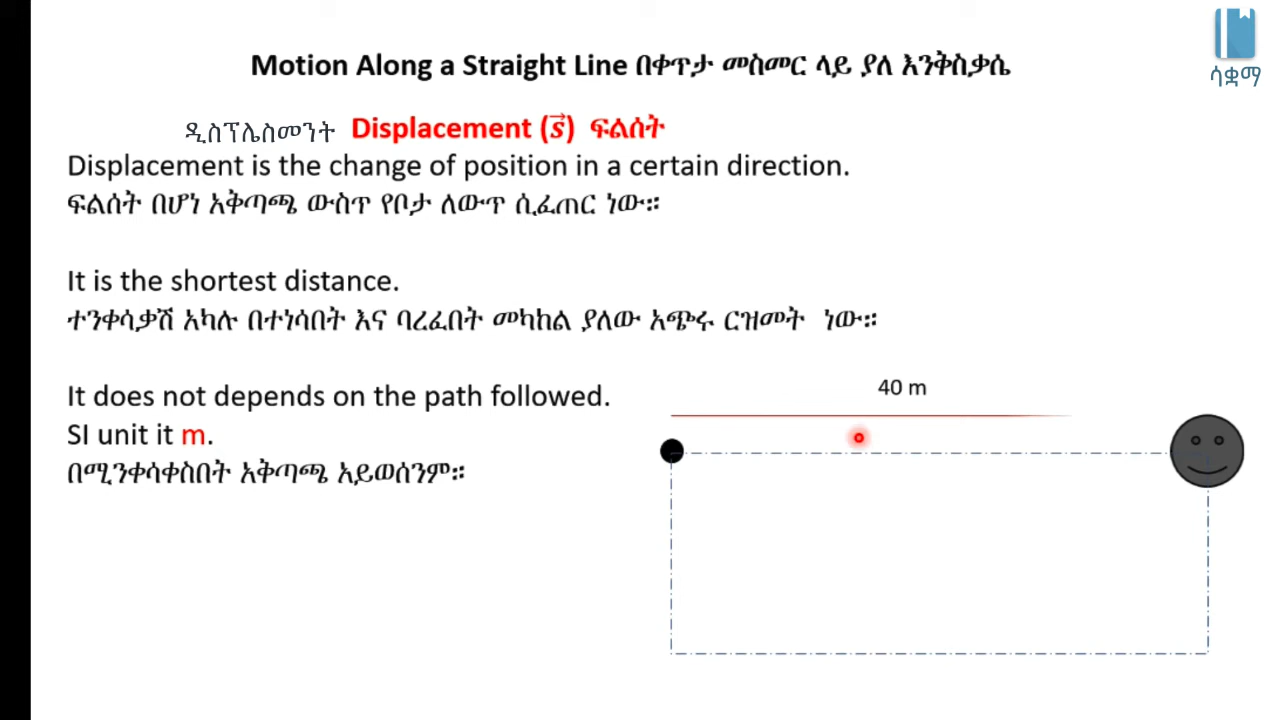 ሳቋማ
Motion Along a Straight Line በቀጥታ መስመር ላይ ያለ እንቅስቃሴ
ዲስፕሌስመንት Displacement (s⃗) ፍልሰት
Displacement is the change of position in a certain direction.
ፍልሰት በሆነ አቅጣጫ ውስጥ የቦታ ለውጥ ሲፈጠር ነው።
It is the shortest distance.
ተንቀሳቃሽ አካሉ በተነሳበት እና ባረፈበት መካከል ያለው አጭሩ ርዝመት ነው።
It does not depends on the path followed.
SI unit it m.
በሚንቀሳቀስበት አቅጣጫ አይወሰንም።
40 m